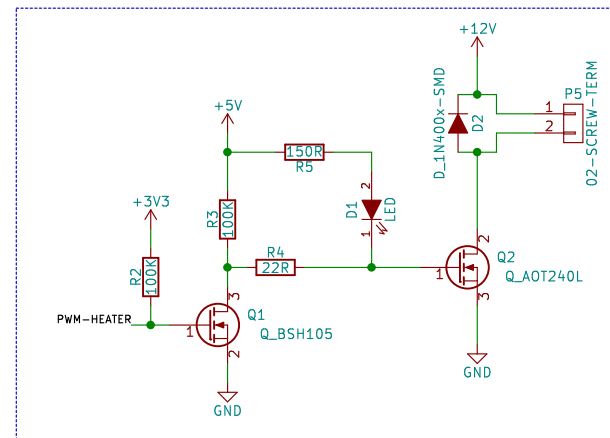 +12V
P5
1
2
02-SCREW-TERM
D_1N400x-SMD
D2
+5V
150R
R5
2
D1
LED
1
+3V3
R3
100K
R4
22R
R2
100K
2
Q2
1
Q_AOT240L
3
3
Q1
PWM-HEATER
1
Q_BSH105
2
GND
GND